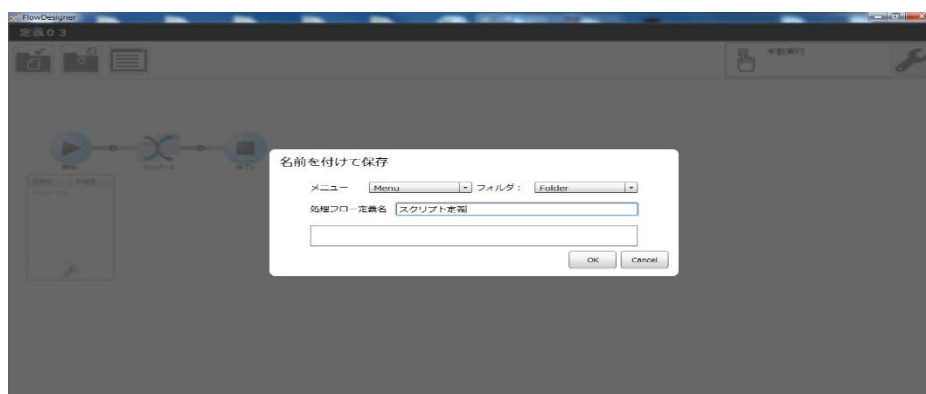 FlowDesigner
定義03
手動実行
名前を付けて保存
メニュー Menu フォルダ： Folder
処理フロー定義名 スクリプト定義
OK Cancel